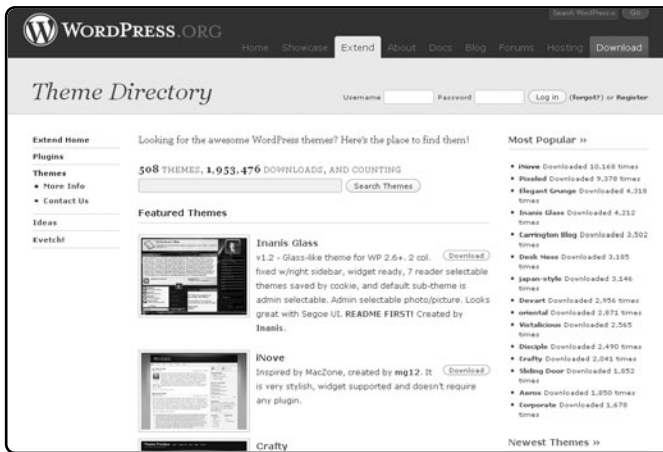 WORDPRESS.ORG
Search WordPress.o Go
Home Showcase Extend About Docs Blog Forums Hosting Download
Theme Directory
Username Password Log in (forgot?) or Register
Extend Home
Plugins
Themes
More Info
Contact Us
Ideas
Kvetch!
Looking for the awesome WordPress themes? Here's the place to find them!
508 THEMES, 1,953,476 DOWNLOADS, AND COUNTING
Search Themes
Featured Themes
Inanis Glass
v1.2 - Glass-like theme for WP 2.6+. 2 col. Download
fixed w/right sidebar, widget ready, 7 reader selectable
themes saved by cookie, and default sub-theme is
admin selectable. Admin selectable photo/picture. Looks
great with Segoe UI. README FIRST! Created by
Inanis.
iNove
Inspired by MacZone, created by mg12. It Download
is very stylish, widget supported and doesn't require
any plugin.
Crafty
Most Popular »
iNove Downloaded 10,168 times
Pixeled Downloaded 9,378 times
Elegant Grunge Downloaded 4,318
times
Inanis Glass Downloaded 4,212
times
Carrington Blog Downloaded 3,502
times
Desk Mess Downloaded 3,185
times
japan-style Downloaded 3,146
times
Devart Downloaded 2,956 times
oriental Downloaded 2,871 times
Vistalicious Downloaded 2,565
times
Disciple Downloaded 2,490 times
Crafty Downloaded 2,041 times
Sliding Door Downloaded 1,852
times
Aeros Downloaded 1,850 times
Corporate Downloaded 1,678
times
Newest Themes »